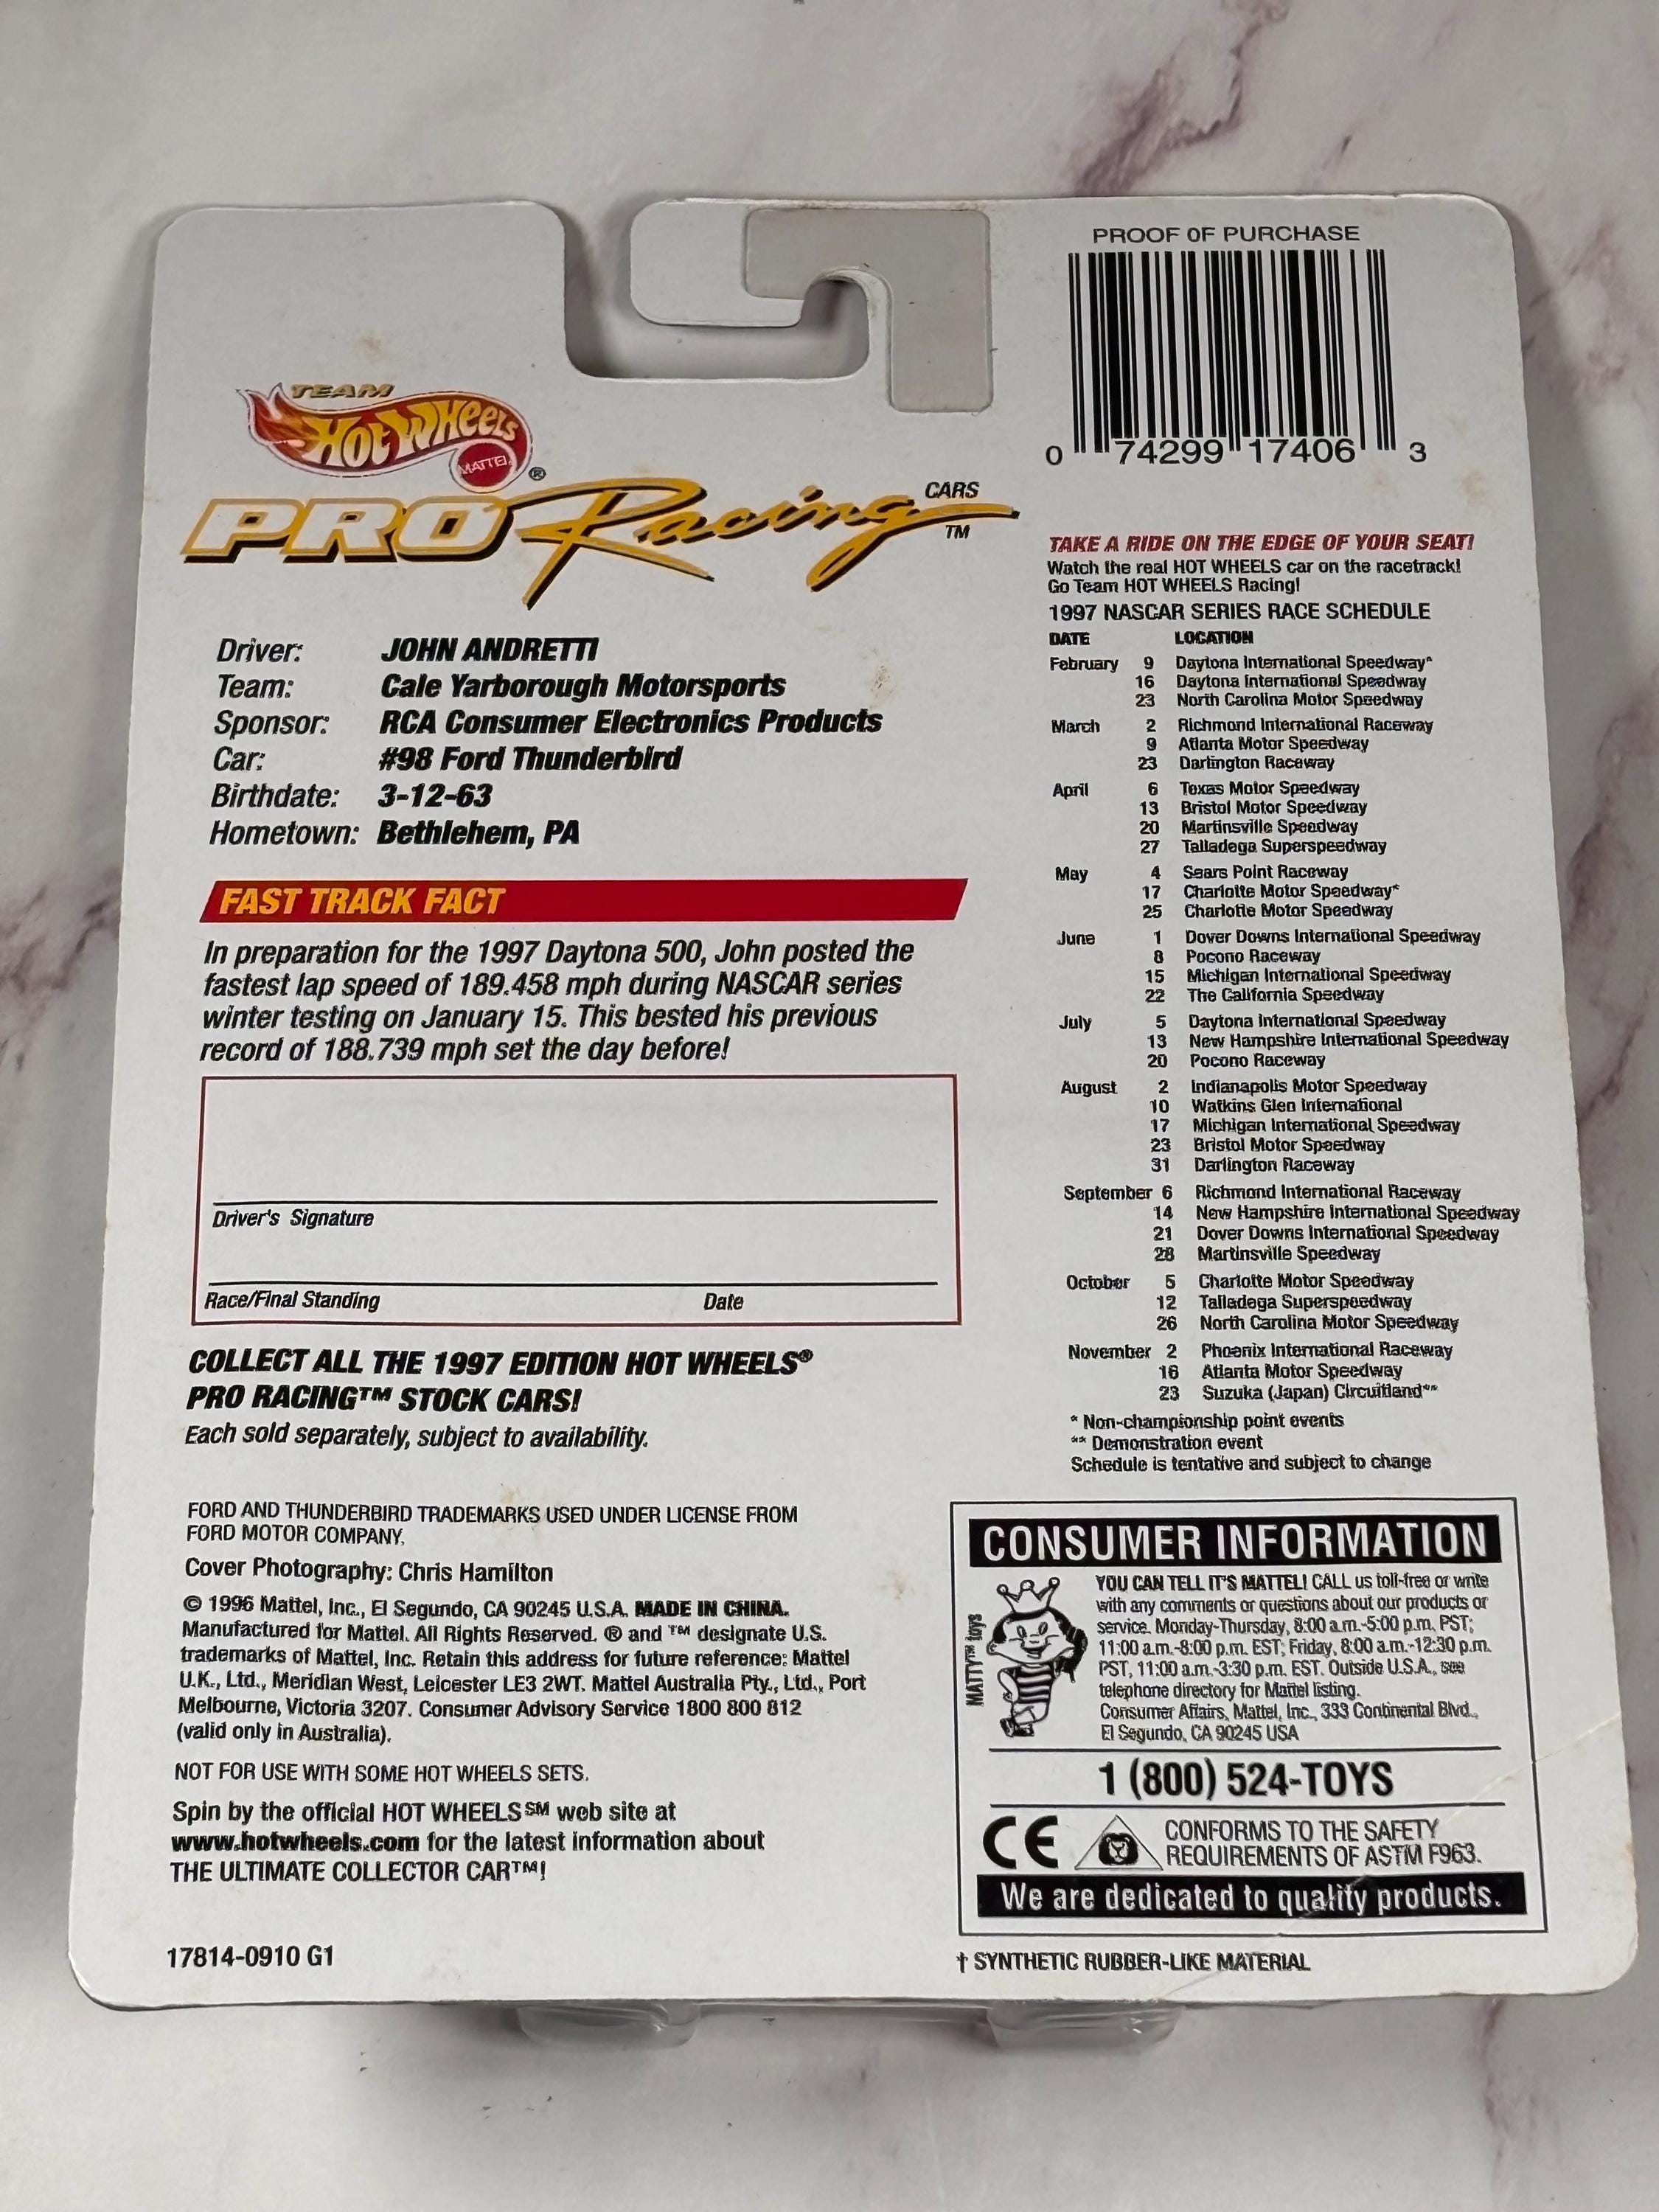 PROOF OF PURCHASE
0 74299 17406 3
TEAM
Hot Wheels
MATTEL
®
PRO Racing
CARS
TM
Driver: JOHN ANDRETTI
Team: Cale Yarborough Motorsports
Sponsor: RCA Consumer Electronics Products
Car: #98 Ford Thunderbird
Birthdate: 3-12-63
Hometown: Bethlehem, PA
FAST TRACK FACT
In preparation for the 1997 Daytona 500, John posted the
fastest lap speed of 189.458 mph during NASCAR series
winter testing on January 15. This bested his previous
record of 188.739 mph set the day before!
Driver's Signature
Race/Final Standing Date
COLLECT ALL THE 1997 EDITION HOT WHEELS®
PRO RACING™ STOCK CARS!
Each sold separately, subject to availability.
FORD AND THUNDERBIRD TRADEMARKS USED UNDER LICENSE FROM
FORD MOTOR COMPANY.
Cover Photography: Chris Hamilton
© 1996 Mattel, Inc., El Segundo, CA 90245 U.S.A. MADE IN CHINA.
Manufactured for Mattel. All Rights Reserved. ® and ™ designate U.S.
trademarks of Mattel, Inc. Retain this address for future reference: Mattel
U.K., Ltd., Meridian West, Leicester LE3 2WT. Mattel Australia Pty., Ltd., Port
Melbourne, Victoria 3207. Consumer Advisory Service 1800 800 812
(valid only in Australia).
NOT FOR USE WITH SOME HOT WHEELS SETS.
Spin by the official HOT WHEELS℠ web site at
www.hotwheels.com for the latest information about
THE ULTIMATE COLLECTOR CAR™!
17814-0910 G1
TAKE A RIDE ON THE EDGE OF YOUR SEAT!
Watch the real HOT WHEELS car on the racetrack!
Go Team HOT WHEELS Racing!
1997 NASCAR SERIES RACE SCHEDULE
DATE LOCATION
February 9 Daytona International Speedway*
16 Daytona International Speedway
23 North Carolina Motor Speedway
March 2 Richmond International Raceway
9 Atlanta Motor Speedway
23 Darlington Raceway
April 6 Texas Motor Speedway
13 Bristol Motor Speedway
20 Martinsville Speedway
27 Talladega Superspeedway
May 4 Sears Point Raceway
17 Charlotte Motor Speedway*
25 Charlotte Motor Speedway
June 1 Dover Downs International Speedway
8 Pocono Raceway
15 Michigan International Speedway
22 The California Speedway
July 5 Daytona International Speedway
13 New Hampshire International Speedway
20 Pocono Raceway
August 2 Indianapolis Motor Speedway
10 Watkins Glen International
17 Michigan International Speedway
23 Bristol Motor Speedway
31 Darlington Raceway
September 6 Richmond International Raceway
14 New Hampshire International Speedway
21 Dover Downs International Speedway
28 Martinsville Speedway
October 5 Charlotte Motor Speedway
12 Talladega Superspeedway
26 North Carolina Motor Speedway
November 2 Phoenix International Raceway
16 Atlanta Motor Speedway
23 Suzuka (Japan) Circuitland**
* Non-championship point events
** Demonstration event
Schedule is tentative and subject to change
CONSUMER INFORMATION
MATTY™ toys
YOU CAN TELL IT'S MATTEL! CALL us toll-free or write
with any comments or questions about our products or
service. Monday-Thursday, 8:00 a.m.-5:00 p.m. PST;
11:00 a.m.-8:00 p.m. EST; Friday, 8:00 a.m.-12:30 p.m.
PST, 11:00 a.m.-3:30 p.m. EST. Outside U.S.A., see
telephone directory for Mattel listing.
Consumer Affairs, Mattel, Inc., 333 Continental Blvd.,
El Segundo, CA 90245 USA
1 (800) 524-TOYS
CE
CONFORMS TO THE SAFETY
REQUIREMENTS OF ASTM F963.
We are dedicated to quality products.
† SYNTHETIC RUBBER-LIKE MATERIAL